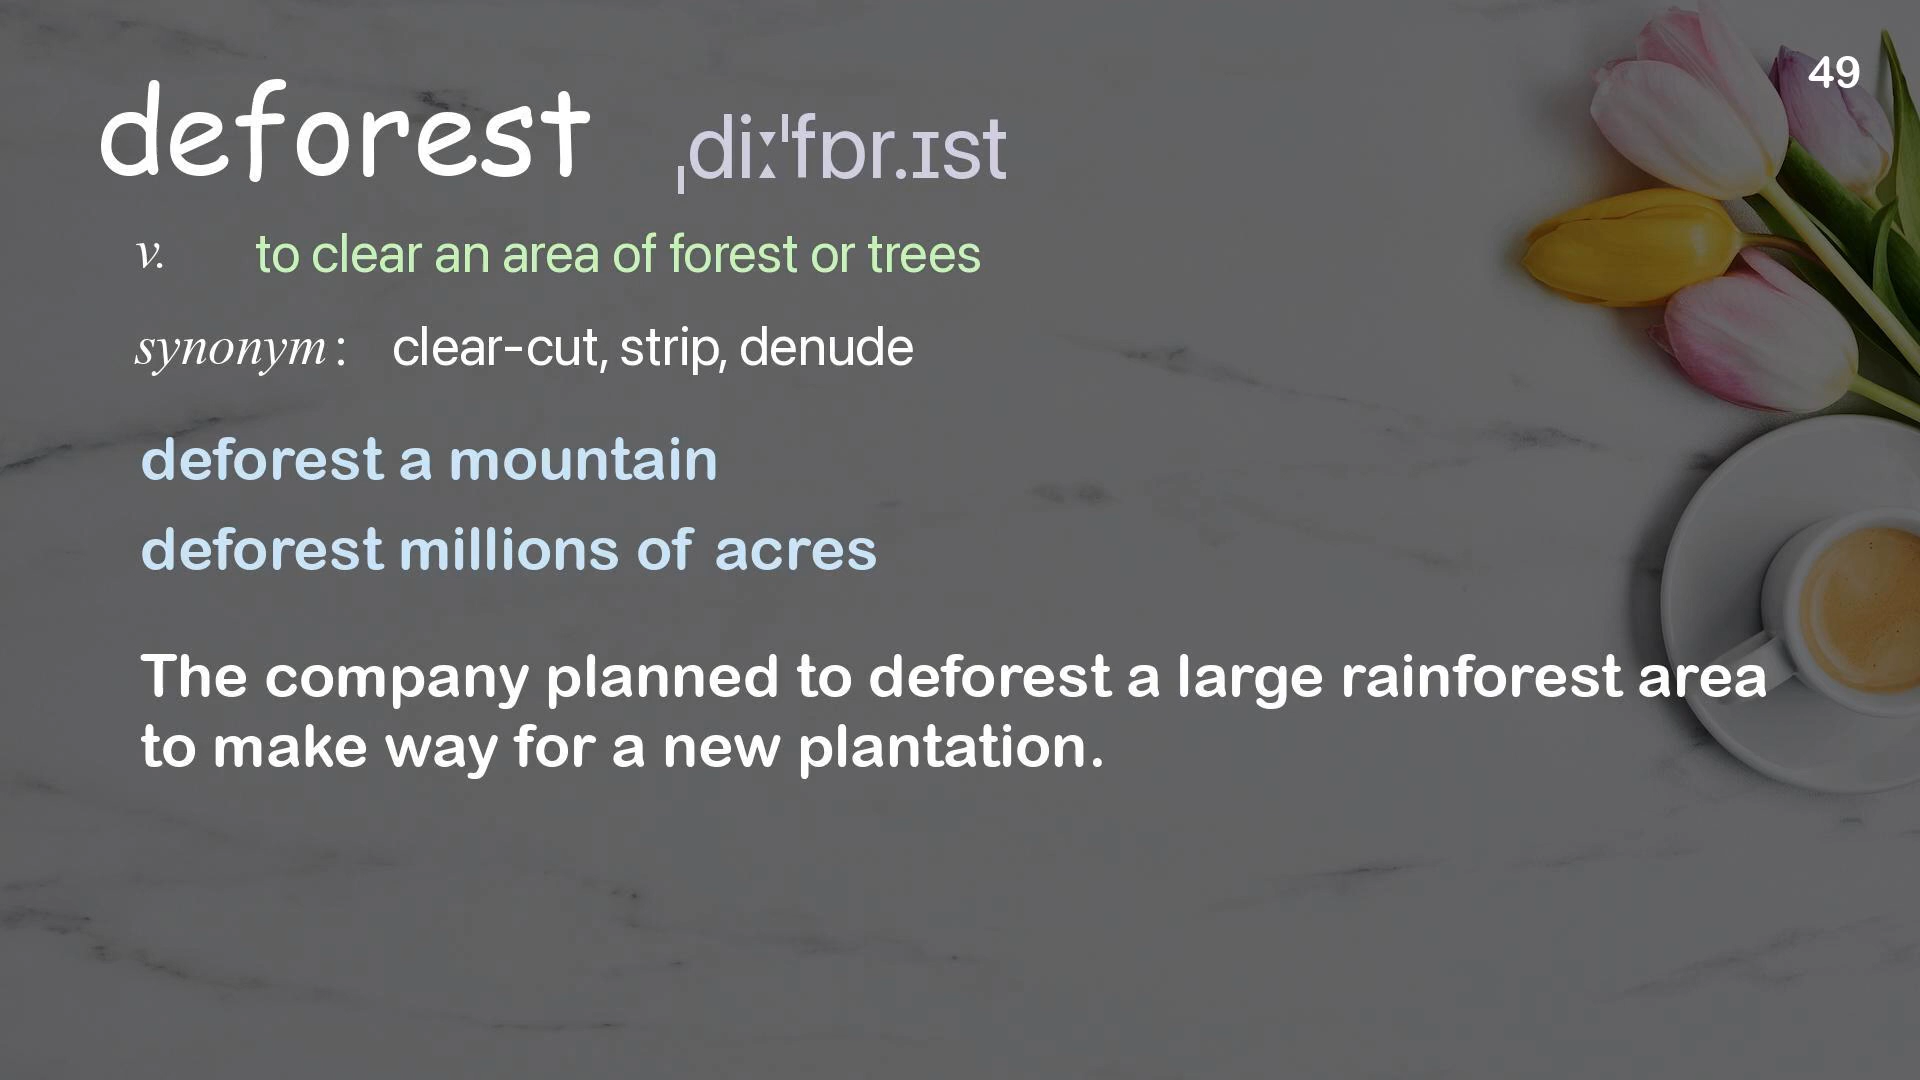 49
deforest ˌdiːˈfɒr.ɪst
v. to clear an area of forest or trees
synonym: clear-cut, strip, denude
deforest a mountain
deforest millions of acres
The company planned to deforest a large rainforest area
to make way for a new plantation.